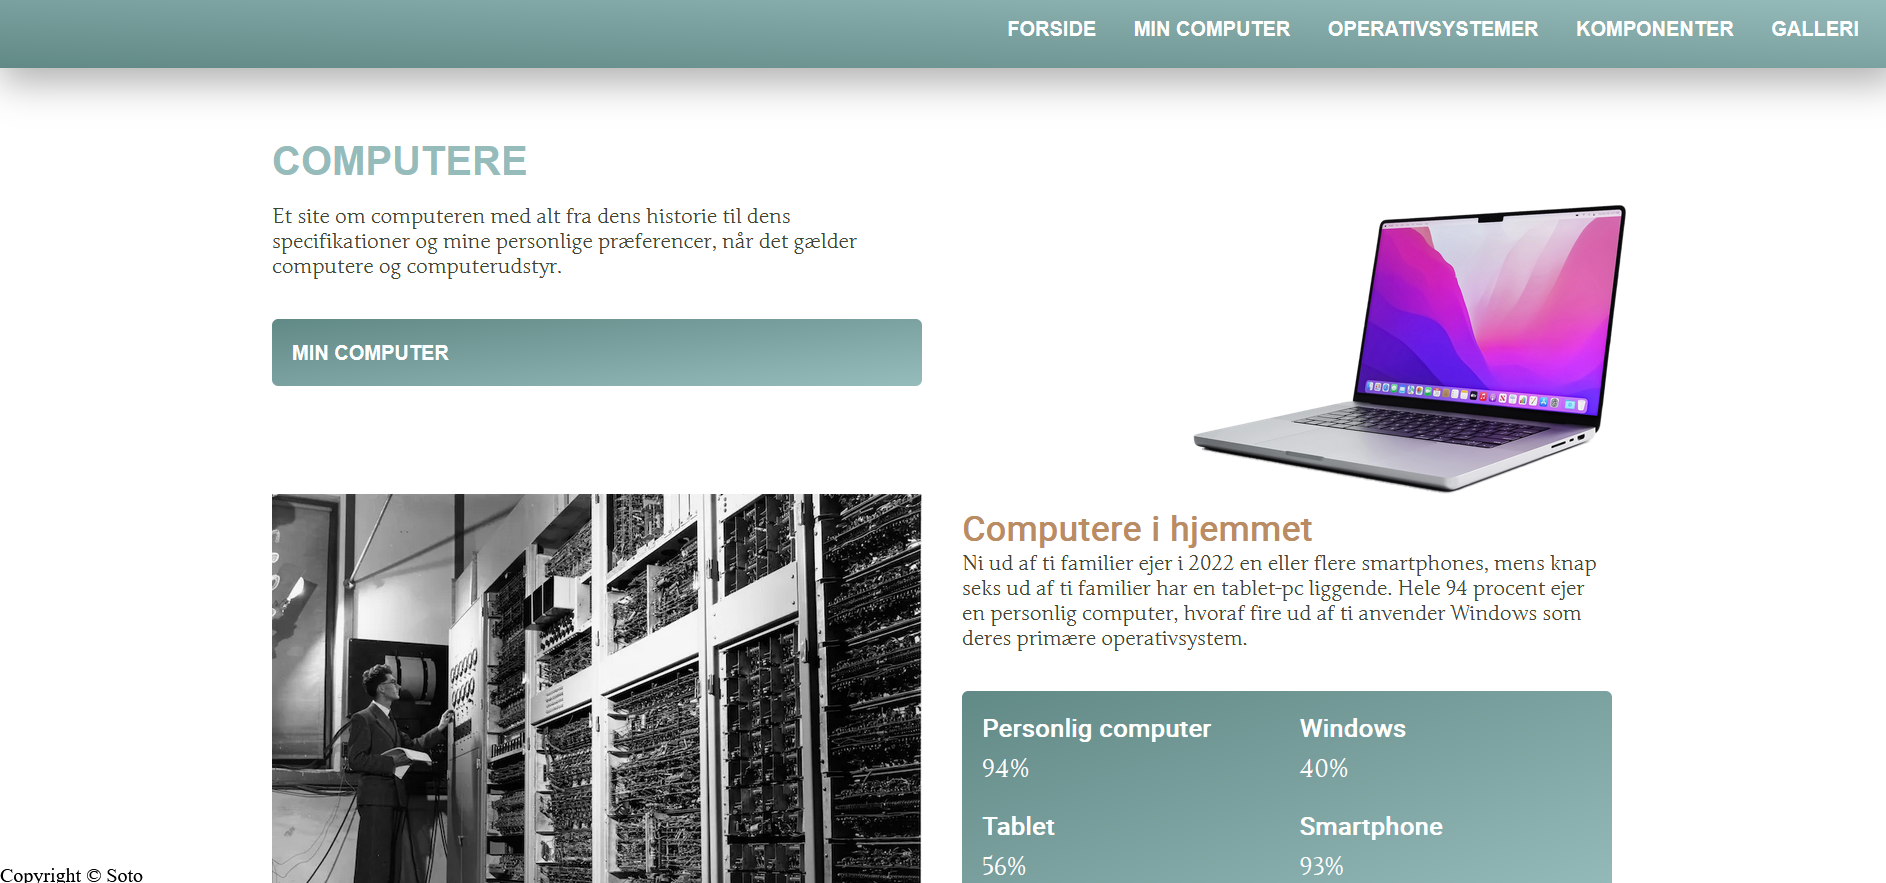 FORSIDE MIN COMPUTER OPERATIVSYSTEMER KOMPONENTER GALLERI
COMPUTERE
Et site om computeren med alt fra dens historie til dens
specifikationer og mine personlige præferencer, når det gælder
computere og computerudstyr.
MIN COMPUTER
Computere i hjemmet
Ni ud af ti familier ejer i 2022 en eller flere smartphones, mens knap
seks ud af ti familier har en tablet-pc liggende. Hele 94 procent ejer
en personlig computer, hvoraf fire ud af ti anvender Windows som
deres primære operativsystem.
Personlig computer
94%
Windows
40%
Tablet
56%
Smartphone
93%
Copyright © Soto